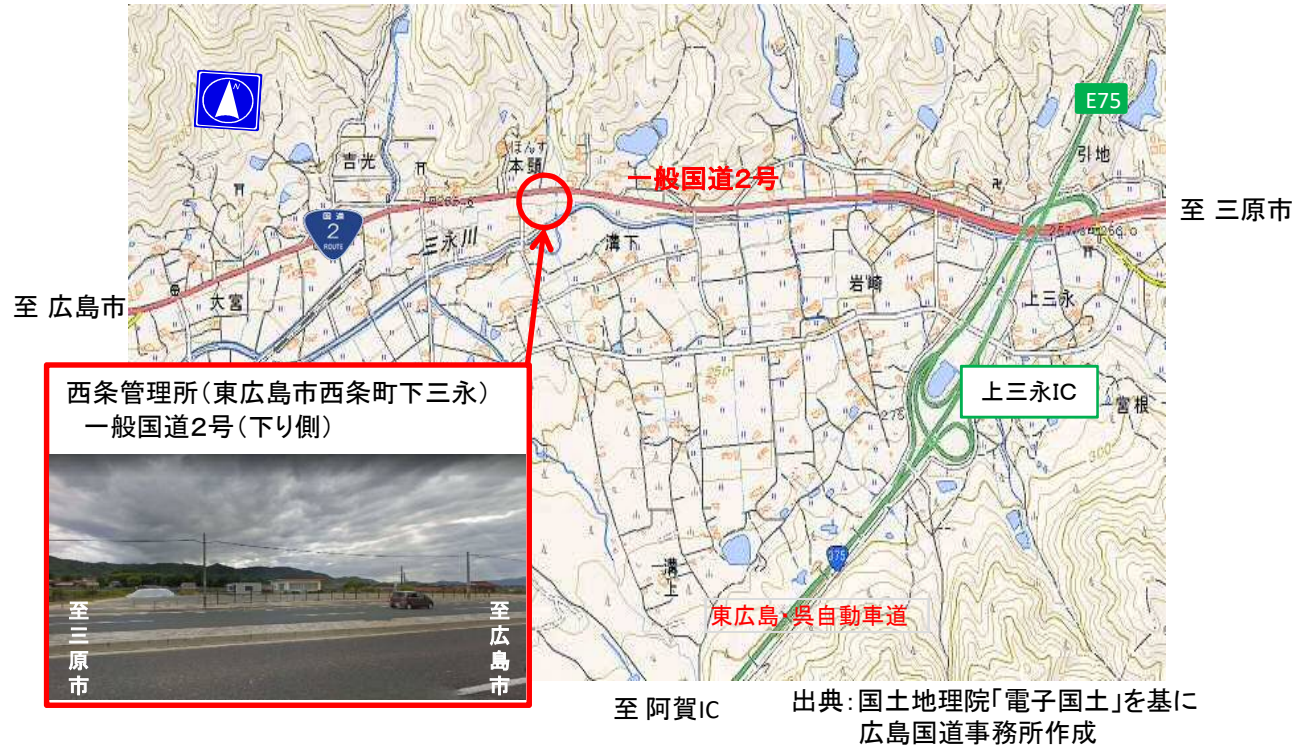 N
E75
引地
ほんず
本頭
吉光
一般国道2号
至 三原市
国道
2
ROUTE
三永川
溝下
大宮
岩崎
上三永
至 広島市
西条管理所(東広島市西条町下三永)
一般国道2号(下り側)
250
275
上三永IC
宮根
300
375
溝上
東広島・呉自動車道
至三原市
至広島市
至 阿賀IC
出典:国土地理院「電子国土」を基に
広島国道事務所作成